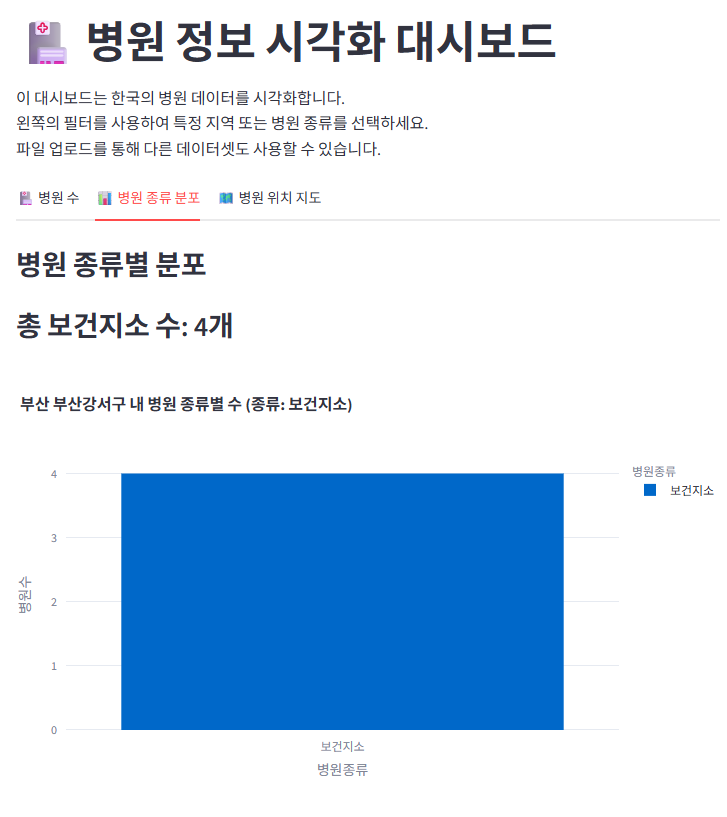 병원 정보 시각화 대시보드
이 대시보드는 한국의 병원 데이터를 시각화합니다.
왼쪽의 필터를 사용하여 특정 지역 또는 병원 종류를 선택하세요.
파일 업로드를 통해 다른 데이터셋도 사용할 수 있습니다.
병원 수 병원 종류 분포 병원 위치 지도
병원 종류별 분포
총 보건지소 수: 4개
부산 부산강서구 내 병원 종류별 수 (종류: 보건지소)
병원종류
보건지소
4
3
2
1
0
병원수
보건지소
병원종류